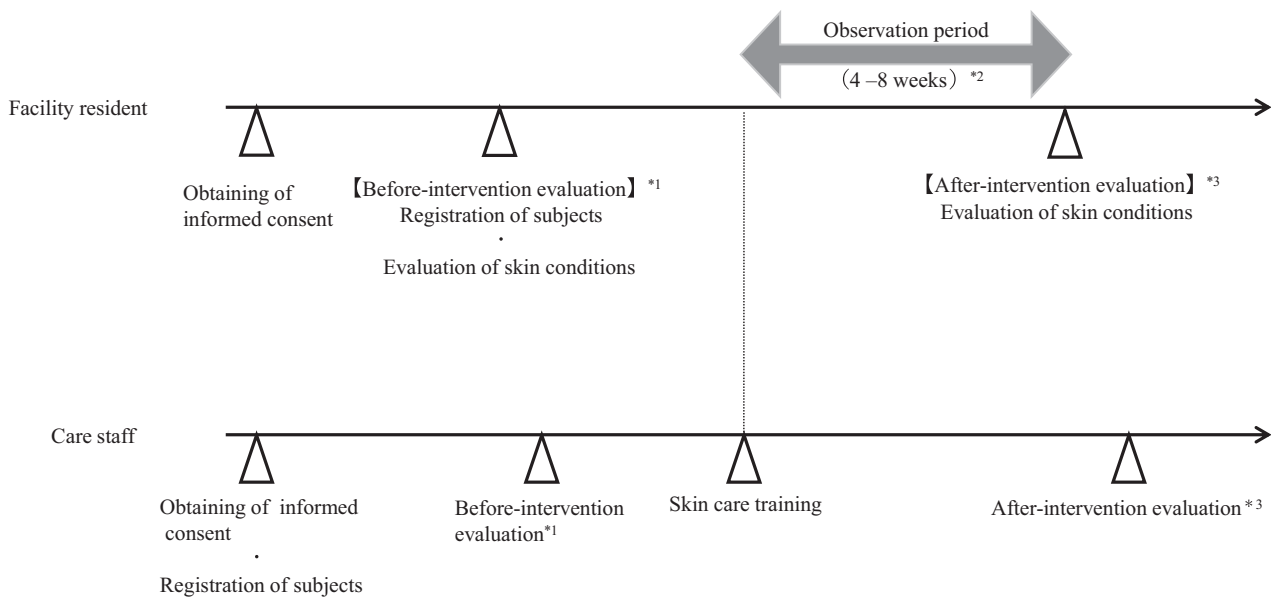 Observation period
（4 –8 weeks）*2
Facility resident
Obtaining of
informed consent
【Before-intervention evaluation】*1
Registration of subjects
・
Evaluation of skin conditions
【After-intervention evaluation】*3
Evaluation of skin conditions
Care staff
Obtaining of informed
consent
・
Registration of subjects
Before-intervention
evaluation*1
Skin care training
After-intervention evaluation＊3